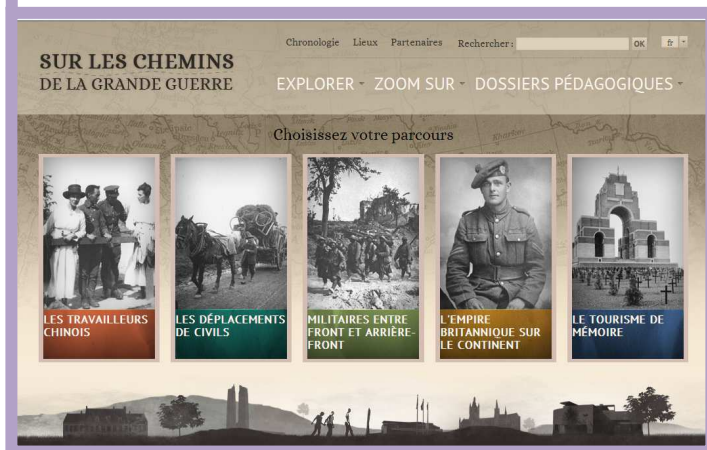 Chronologie Lieux Partenaires Rechercher : OK fr
SUR LES CHEMINS
DE LA GRANDE GUERRE
EXPLORER ZOOM SUR DOSSIERS PÉDAGOGIQUES
Choisissez votre parcours
LES TRAVAILLEURS
CHINOIS
LES DÉPLACEMENTS
DE CIVILS
MILITAIRES ENTRE
FRONT ET ARRIÈRE-
FRONT
L'EMPIRE
BRITANNIQUE SUR
LE CONTINENT
LE TOURISME DE
MÉMOIRE